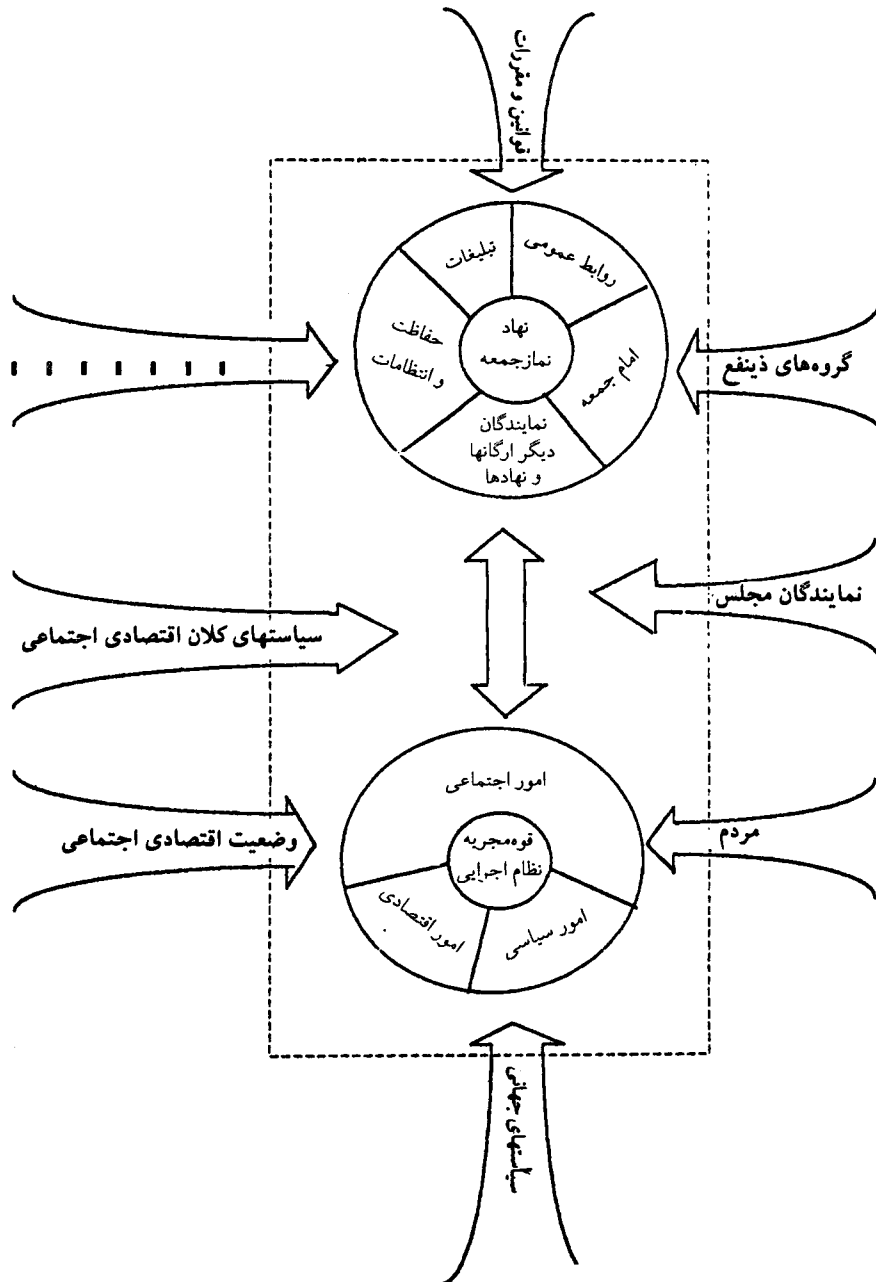 قوانین و مقررات
روابط عمومی
تبلیغات
امام جمعه
نهاد
نمازجمعه
حفاظت
و انتظامات
نمایندگان
دیگر ارگانها
و نهادها
گروه‌های ذینفع
نمایندگان مجلس
سیاستهای کلان اقتصادی اجتماعی
امور اجتماعی
قوه‌مجریه
نظام اجرایی
امور سیاسی
امور اقتصادی
مردم
وضعیت اقتصادی اجتماعی
سیاستهای جهانی